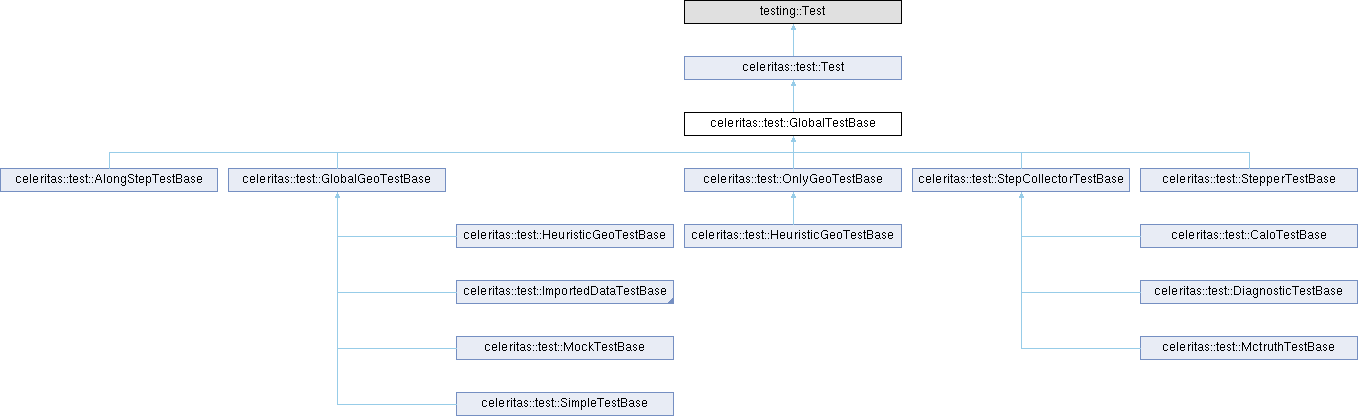 testing::Test
celeritas::test::Test
celeritas::test::GlobalTestBase
celeritas::test::AlongStepTestBase
celeritas::test::GlobalGeoTestBase
celeritas::test::OnlyGeoTestBase
celeritas::test::StepCollectorTestBase
celeritas::test::StepperTestBase
celeritas::test::HeuristicGeoTestBase
celeritas::test::HeuristicGeoTestBase
celeritas::test::CaloTestBase
celeritas::test::ImportedDataTestBase
celeritas::test::DiagnosticTestBase
celeritas::test::MockTestBase
celeritas::test::MctruthTestBase
celeritas::test::SimpleTestBase